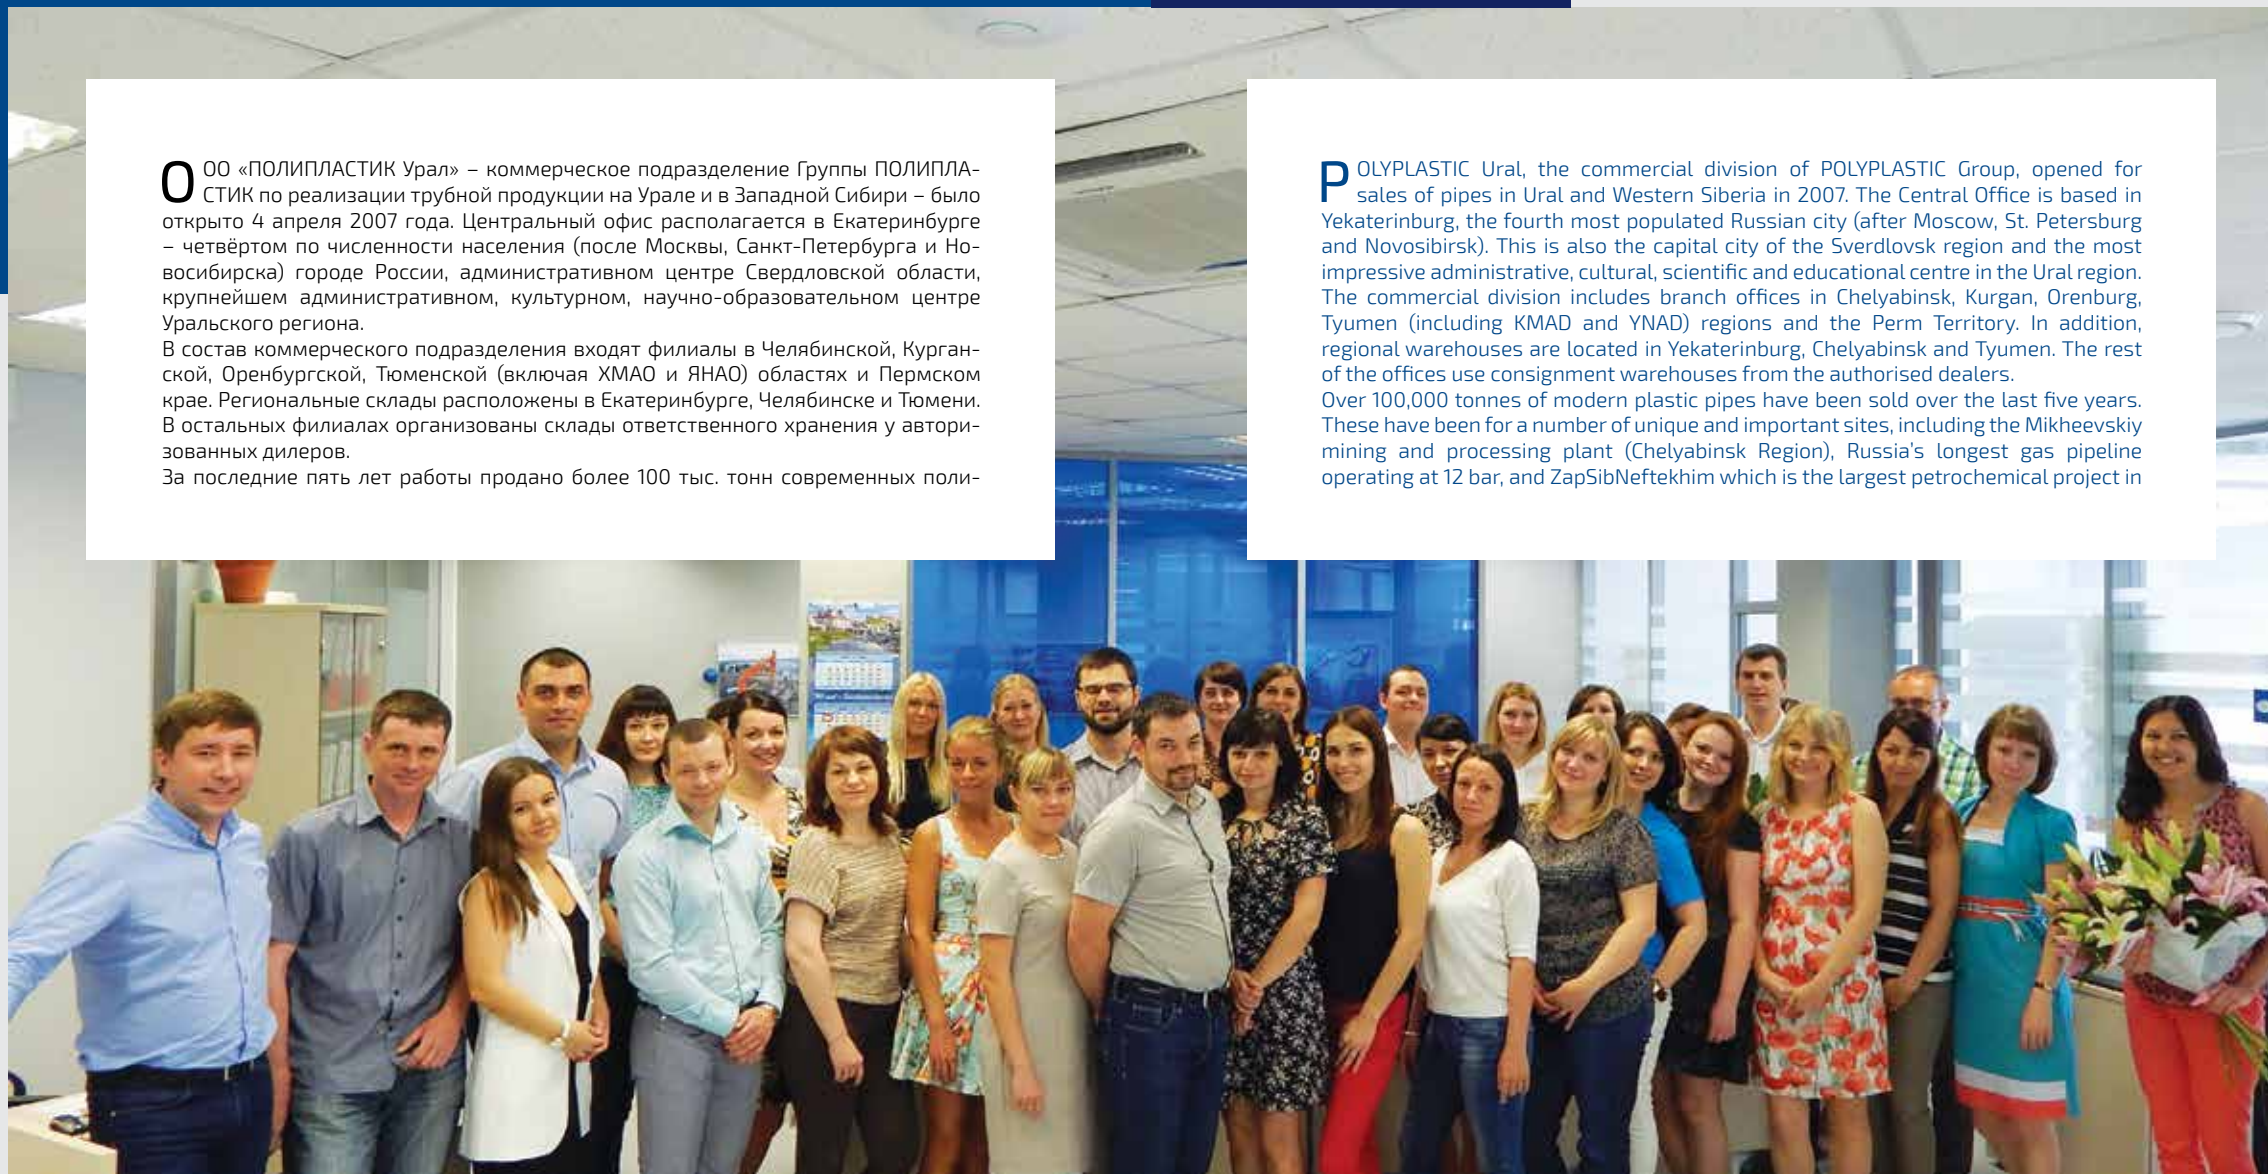 ООО «ПОЛИПЛАСТИК Урал» – коммерческое подразделение Группы ПОЛИПЛА-
СТИК по реализации трубной продукции на Урале и в Западной Сибири – было
открыто 4 апреля 2007 года. Центральный офис располагается в Екатеринбурге
– четвёртом по численности населения (после Москвы, Санкт-Петербурга и Но-
восибирска) городе России, административном центре Свердловской области,
крупнейшем административном, культурном, научно-образовательном центре
Уральского региона.
В состав коммерческого подразделения входят филиалы в Челябинской, Курган-
ской, Оренбургской, Тюменской (включая ХМАО и ЯНАО) областях и Пермском
крае. Региональные склады расположены в Екатеринбурге, Челябинске и Тюмени.
В остальных филиалах организованы склады ответственного хранения у автори-
зованных дилеров.
За последние пять лет работы продано более 100 тыс. тонн современных поли-
POLYPLASTIC Ural, the commercial division of POLYPLASTIC Group, opened for
sales of pipes in Ural and Western Siberia in 2007. The Central Office is based in
Yekaterinburg, the fourth most populated Russian city (after Moscow, St. Petersburg
and Novosibirsk). This is also the capital city of the Sverdlovsk region and the most
impressive administrative, cultural, scientific and educational centre in the Ural region.
The commercial division includes branch offices in Chelyabinsk, Kurgan, Orenburg,
Tyumen (including KMAD and YNAD) regions and the Perm Territory. In addition,
regional warehouses are located in Yekaterinburg, Chelyabinsk and Tyumen. The rest
of the offices use consignment warehouses from the authorised dealers.
Over 100,000 tonnes of modern plastic pipes have been sold over the last five years.
These have been for a number of unique and important sites, including the Mikheevskiy
mining and processing plant (Chelyabinsk Region), Russia's longest gas pipeline
operating at 12 bar, and ZapSibNeftekhim which is the largest petrochemical project in